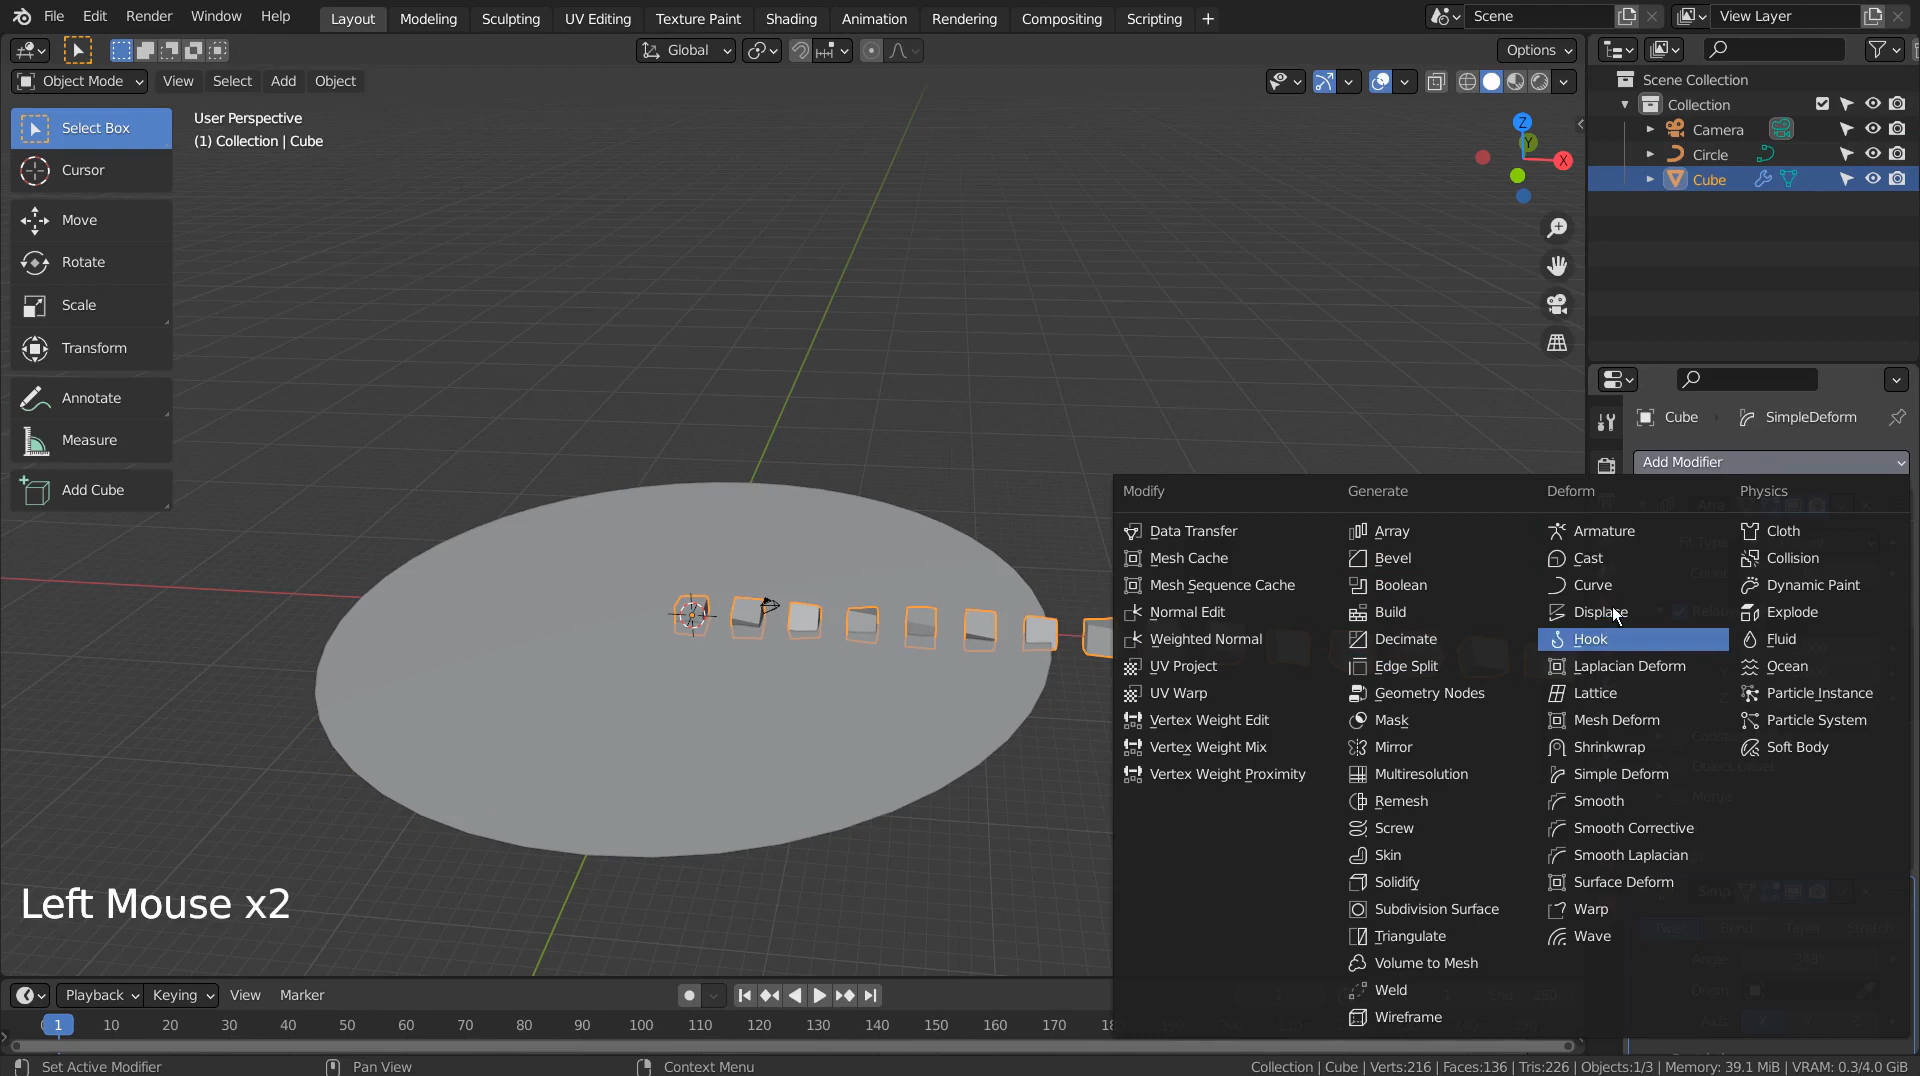 File Edit Render Window Help Layout Modeling Sculpting UV Editing Texture Paint Shading Animation Rendering Compositing Scripting + Scene View Layer
Global Options
Object Mode View Select Add Object
Select Box
Cursor
Move
Rotate
Scale
Transform
Annotate
Measure
Add Cube
User Perspective
(1) Collection | Cube
Z
Y
X
Scene Collection
Collection
Camera
Circle
Cube
Cube SimpleDeform
Add Modifier
Modify
Data Transfer
Mesh Cache
Mesh Sequence Cache
Normal Edit
Weighted Normal
UV Project
UV Warp
Vertex Weight Edit
Vertex Weight Mix
Vertex Weight Proximity
Generate
Array
Bevel
Boolean
Build
Decimate
Edge Split
Geometry Nodes
Mask
Mirror
Multiresolution
Remesh
Screw
Skin
Solidify
Subdivision Surface
Triangulate
Volume to Mesh
Weld
Wireframe
Deform
Armature
Cast
Curve
Displace
Hook
Laplacian Deform
Lattice
Mesh Deform
Shrinkwrap
Simple Deform
Smooth
Smooth Corrective
Smooth Laplacian
Surface Deform
Warp
Wave
Physics
Cloth
Collision
Dynamic Paint
Explode
Fluid
Ocean
Particle Instance
Particle System
Soft Body
Left Mouse x2
Playback Keying View Marker
1 10 20 30 40 50 60 70 80 90 100 110 120 130 140 150 160 170
Set Active Modifier Pan View Context Menu Collection | Cube | Verts:216 | Faces:136 | Tris:226 | Objects:1/3 | Memory: 39.1 MiB | VRAM: 0.3/4.0 GiB